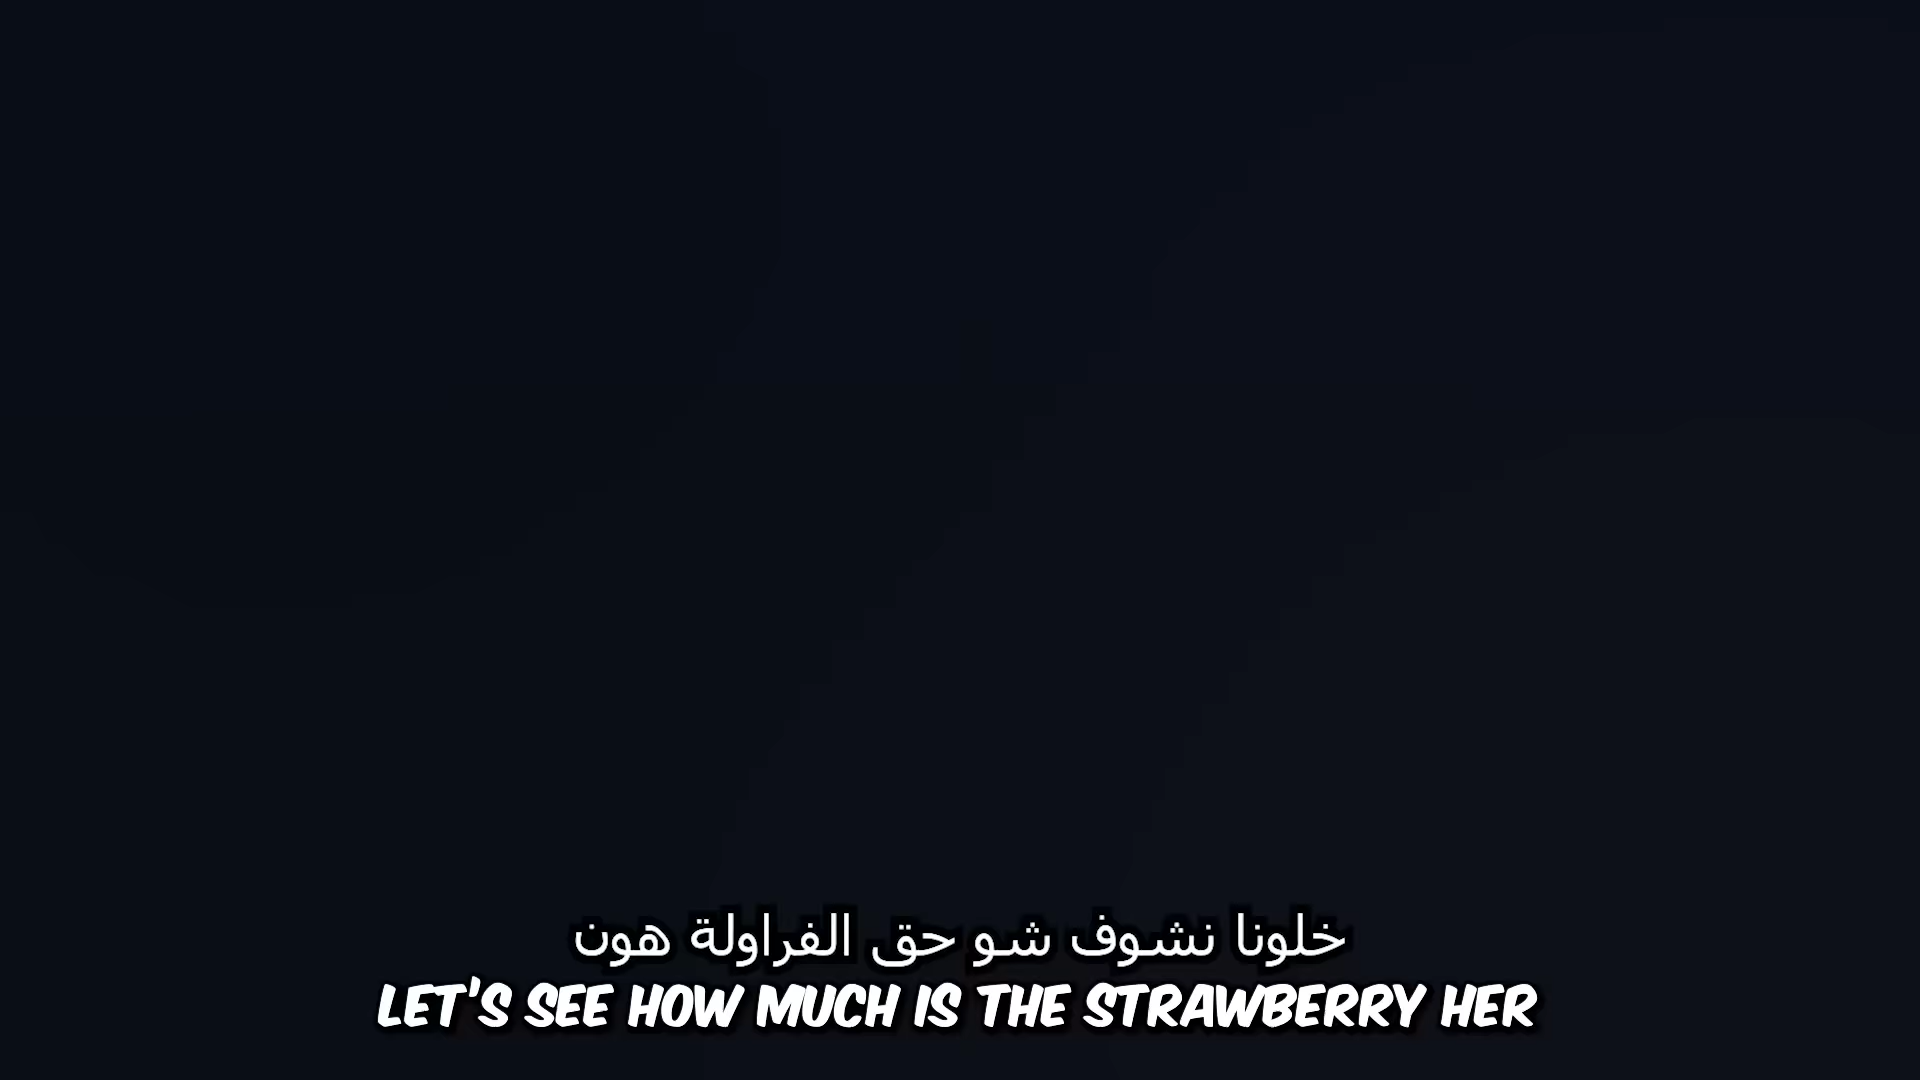 خلونا نشوف شو حق الفراولة هون
LET'S SEE HOW MUCH IS THE STRAWBERRY HER